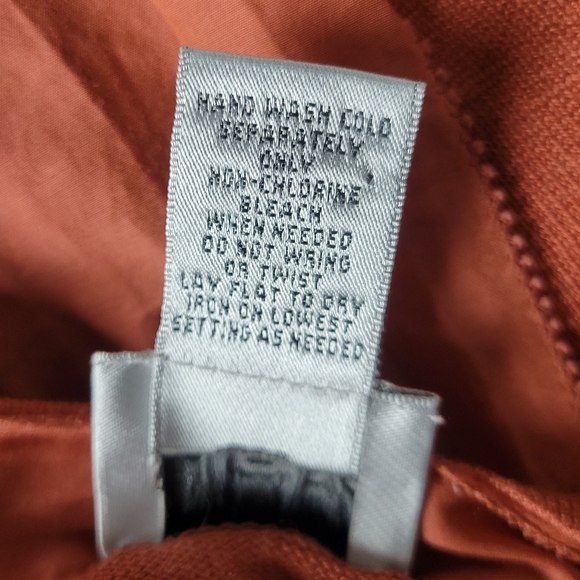 HAND WASH COLD
SEPARATELY
ONLY
NON-CHLORINE
BLEACH
WHEN NEEDED
DO NOT WRING
OR TWIST
LAY FLAT TO DRY
IRON ON LOWEST
SETTING AS NEEDED